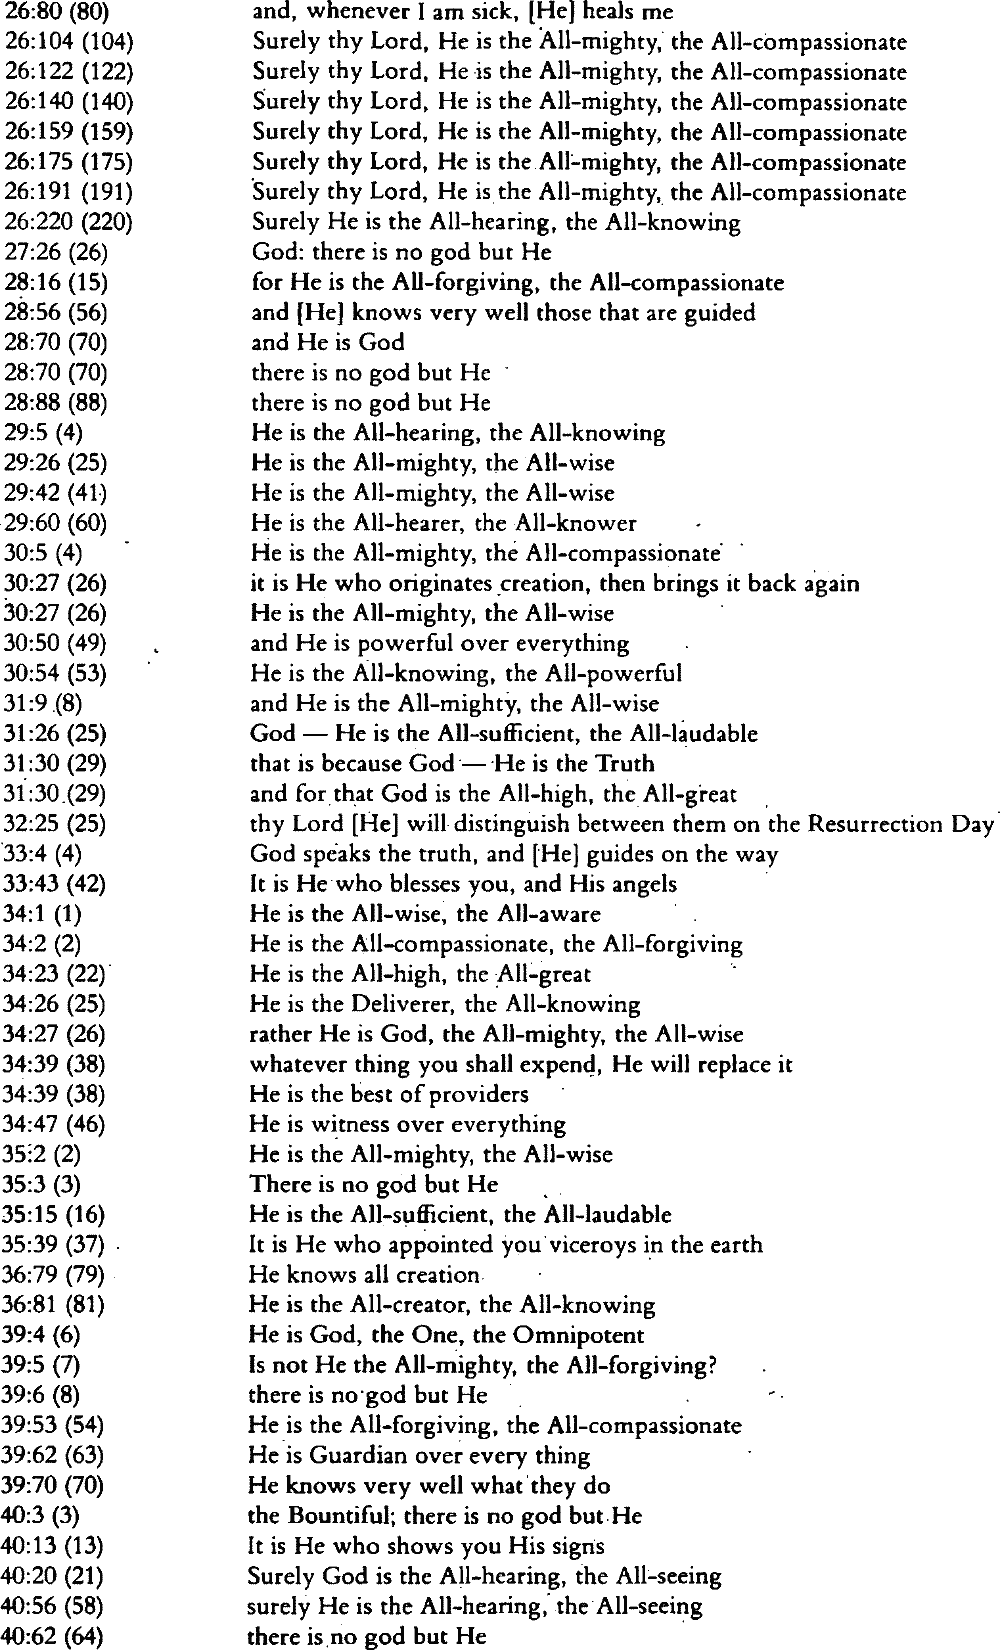 26:80 (80) and, whenever I am sick, [He] heals me
26:104 (104) Surely thy Lord, He is the All-mighty, the All-compassionate
26:122 (122) Surely thy Lord, He is the All-mighty, the All-compassionate
26:140 (140) Surely thy Lord, He is the All-mighty, the All-compassionate
26:159 (159) Surely thy Lord, He is the All-mighty, the All-compassionate
26:175 (175) Surely thy Lord, He is the All-mighty, the All-compassionate
26:191 (191) Surely thy Lord, He is the All-mighty, the All-compassionate
26:220 (220) Surely He is the All-hearing, the All-knowing
27:26 (26) God: there is no god but He
28:16 (15) for He is the All-forgiving, the All-compassionate
28:56 (56) and [He] knows very well those that are guided
28:70 (70) and He is God
28:70 (70) there is no god but He
28:88 (88) there is no god but He
29:5 (4) He is the All-hearing, the All-knowing
29:26 (25) He is the All-mighty, the All-wise
29:42 (41) He is the All-mighty, the All-wise
29:60 (60) He is the All-hearer, the All-knower
30:5 (4) He is the All-mighty, the All-compassionate
30:27 (26) it is He who originates creation, then brings it back again
30:27 (26) He is the All-mighty, the All-wise
30:50 (49) and He is powerful over everything
30:54 (53) He is the All-knowing, the All-powerful
31:9 (8) and He is the All-mighty, the All-wise
31:26 (25) God — He is the All-sufficient, the All-laudable
31:30 (29) that is because God — He is the Truth
31:30 (29) and for that God is the All-high, the All-great
32:25 (25) thy Lord [He] will distinguish between them on the Resurrection Day
33:4 (4) God speaks the truth, and [He] guides on the way
33:43 (42) It is He who blesses you, and His angels
34:1 (1) He is the All-wise, the All-aware
34:2 (2) He is the All-compassionate, the All-forgiving
34:23 (22) He is the All-high, the All-great
34:26 (25) He is the Deliverer, the All-knowing
34:27 (26) rather He is God, the All-mighty, the All-wise
34:39 (38) whatever thing you shall expend, He will replace it
34:39 (38) He is the best of providers
34:47 (46) He is witness over everything
35:2 (2) He is the All-mighty, the All-wise
35:3 (3) There is no god but He
35:15 (16) He is the All-sufficient, the All-laudable
35:39 (37) It is He who appointed you viceroys in the earth
36:79 (79) He knows all creation
36:81 (81) He is the All-creator, the All-knowing
39:4 (6) He is God, the One, the Omnipotent
39:5 (7) Is not He the All-mighty, the All-forgiving?
39:6 (8) there is no god but He
39:53 (54) He is the All-forgiving, the All-compassionate
39:62 (63) He is Guardian over every thing
39:70 (70) He knows very well what they do
40:3 (3) the Bountiful; there is no god but He
40:13 (13) It is He who shows you His signs
40:20 (21) Surely God is the All-hearing, the All-seeing
40:56 (58) surely He is the All-hearing, the All-seeing
40:62 (64) there is no god but He